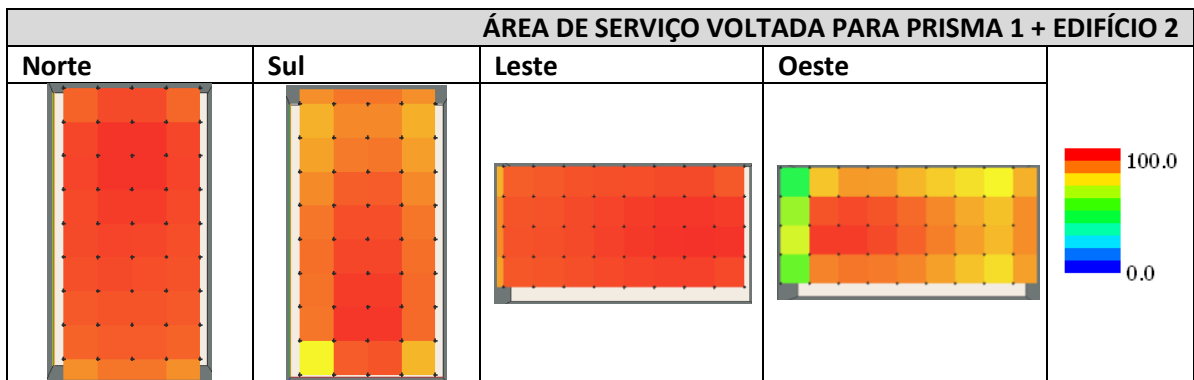 ÁREA DE SERVIÇO VOLTADA PARA PRISMA 1 + EDIFÍCIO 2
Norte Sul Leste Oeste
100.0
0.0